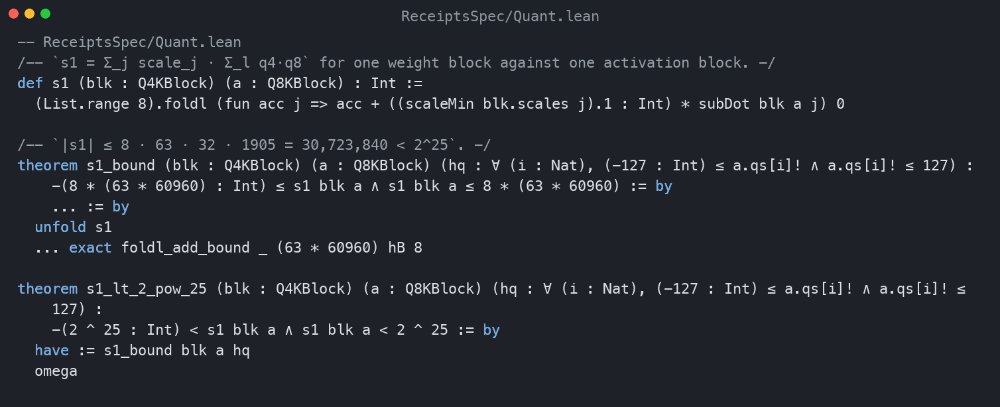 ReceiptsSpec/Quant.lean
-- ReceiptsSpec/Quant.lean
/-- `s1 = Σ_j scale_j · Σ_l q4·q8` for one weight block against one activation block. -/
def s1 (blk : Q4KBlock) (a : Q8KBlock) : Int :=
  (List.range 8).foldl (fun acc j => acc + ((scaleMin blk.scales j).1 : Int) * subDot blk a j) 0
/-- `|s1| ≤ 8 · 63 · 32 · 1905 = 30,723,840 < 2^25`. -/
theorem s1_bound (blk : Q4KBlock) (a : Q8KBlock) (hq : ∀ (i : Nat), (-127 : Int) ≤ a.qs[i]! ∧ a.qs[i]! ≤ 127) :
    -(8 * (63 * 60960) : Int) ≤ s1 blk a ∧ s1 blk a ≤ 8 * (63 * 60960) := by
    ... := by
  unfold s1
  ... exact foldl_add_bound _ (63 * 60960) hB 8
theorem s1_lt_2_pow_25 (blk : Q4KBlock) (a : Q8KBlock) (hq : ∀ (i : Nat), (-127 : Int) ≤ a.qs[i]! ∧ a.qs[i]! ≤
    127) :
    -(2 ^ 25 : Int) < s1 blk a ∧ s1 blk a < 2 ^ 25 := by
  have := s1_bound blk a hq
  omega